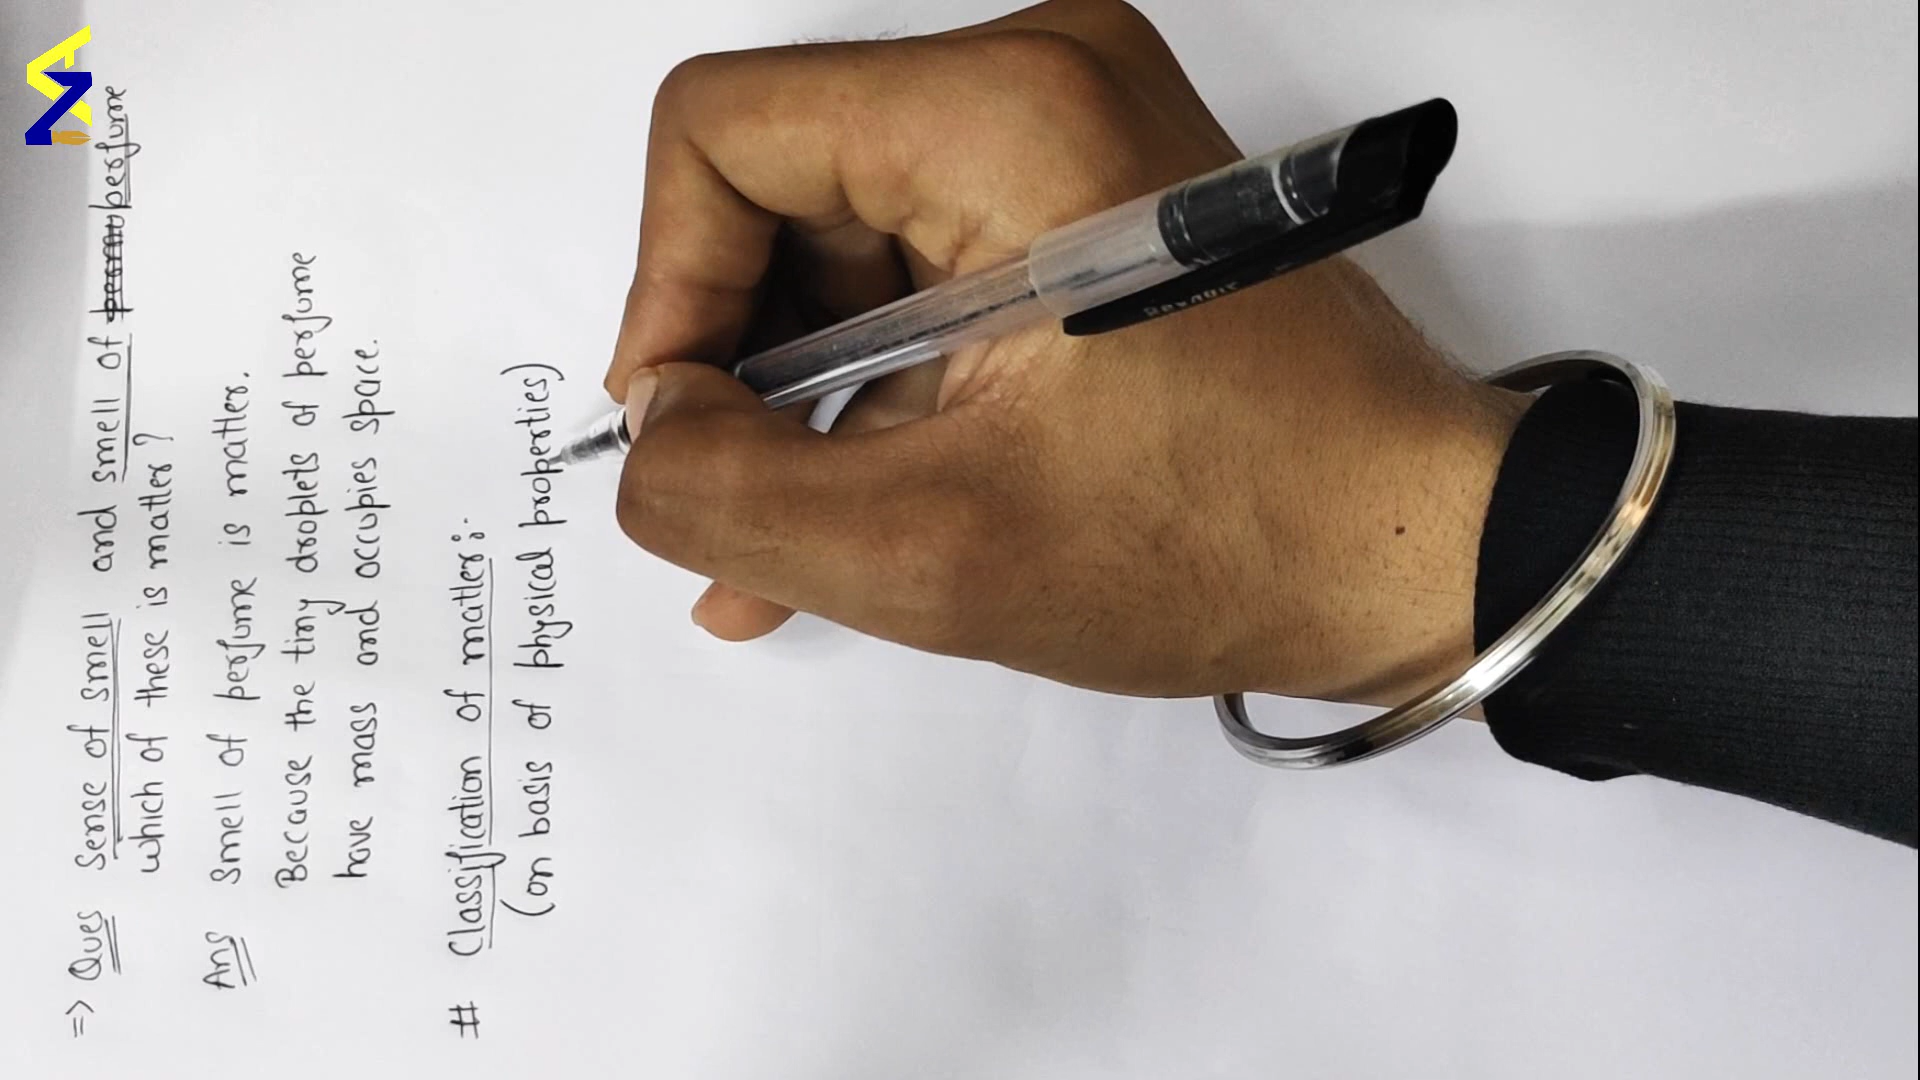 => Ques Sense of smell and smell of perfume
which of these is matter?
Ans Smell of perfume is matter.
Because the tiny droplets of perfume
have mass and occupies space.
# Classification of matter:-
(on basis of physical properties)